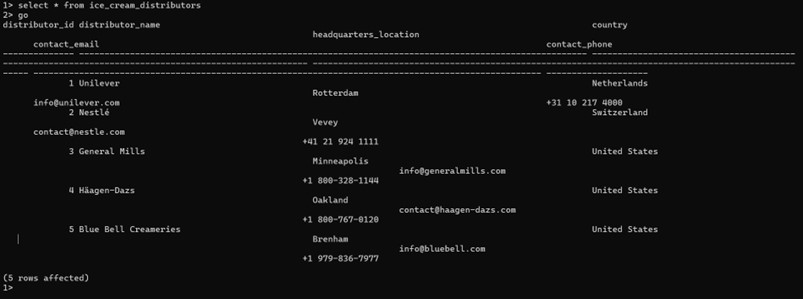 1> select * from ice_cream_distributors
2> go
distributor_id distributor_name country
headquarters_location
contact_email contact_phone
-------------- ------------------------------------------------------------------------------------------------------------------------------------
------------------------------------------------------------ -----------------------------------------------------------------------------------------------
----- ---------------------------------------------------------------------------------------------------- --------------------
1 Unilever Netherlands
Rotterdam
info@unilever.com +31 10 217 4000
2 Nestlé Switzerland
Vevey
contact@nestle.com
+41 21 924 1111
3 General Mills United States
Minneapolis
info@generalmills.com
+1 800-328-1144
4 Häagen-Dazs United States
Oakland
contact@haagen-dazs.com
+1 800-767-0120
5 Blue Bell Creameries United States
Brenham
info@bluebell.com
+1 979-836-7977
(5 rows affected)
1>